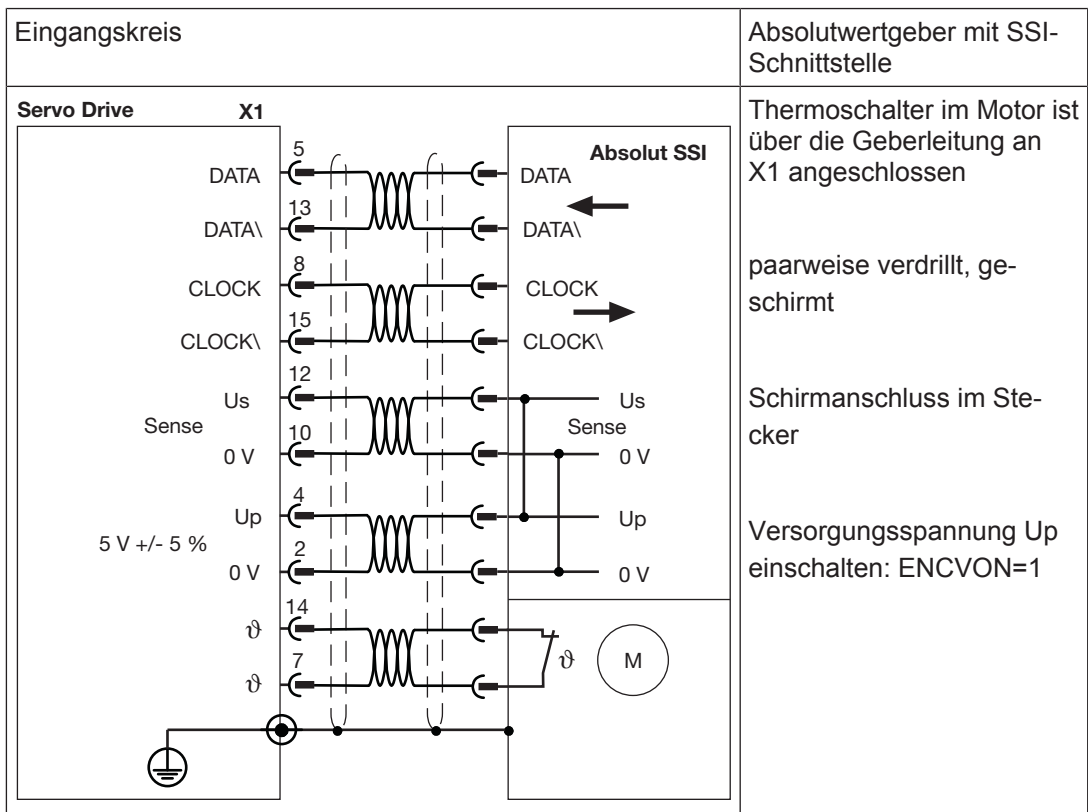 Eingangskreis
Absolutwertgeber mit SSI-
Schnittstelle
Servo Drive X1
Absolut SSI
5
DATA DATA
13
DATA\ DATA\
8
CLOCK CLOCK
15
CLOCK\ CLOCK\
12
Us Us
Sense Sense
10
0 V 0 V
4
Up Up
5 V +/- 5 %
2
0 V 0 V
14
ϑ
7
ϑ
ϑ M
Thermoschalter im Motor ist
über die Geberleitung an
X1 angeschlossen
paarweise verdrillt, ge-
schirmt
Schirmanschluss im Ste-
cker
Versorgungsspannung Up
einschalten: ENCVON=1